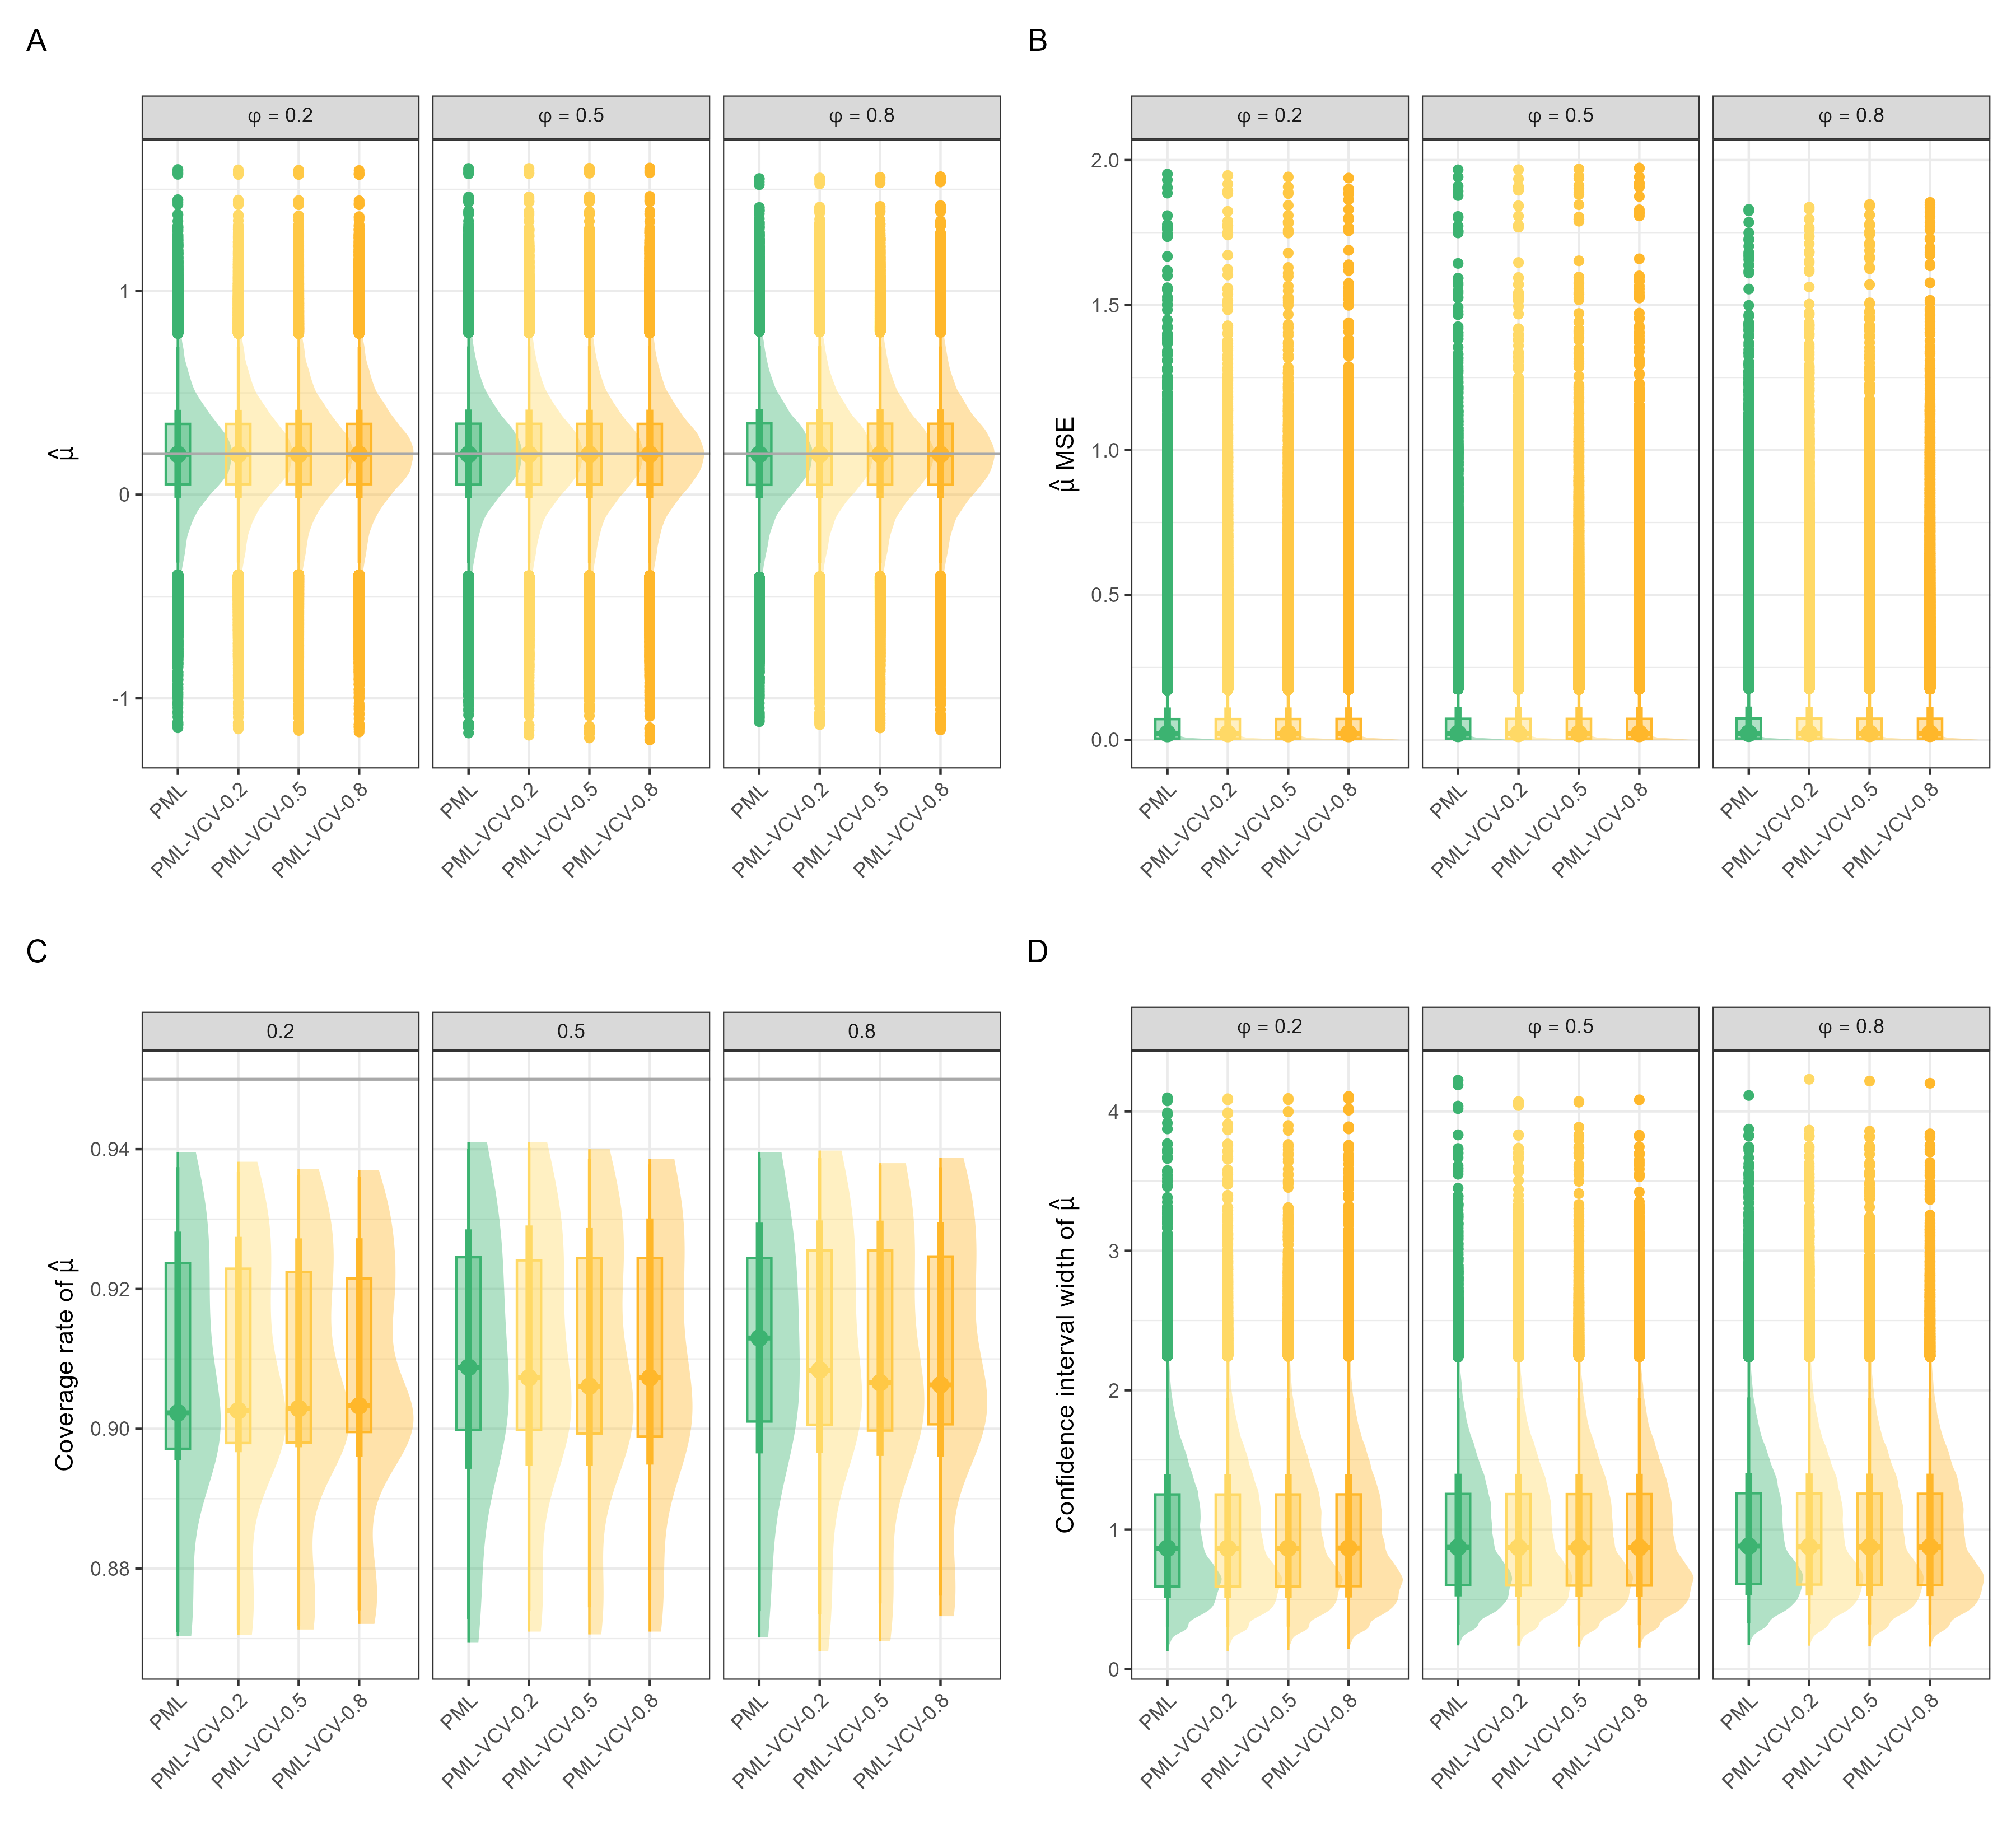 A
φ = 0.2
φ = 0.5
φ = 0.8
μ̂
1
0
-1
PML
PML-VCV-0.2
PML-VCV-0.5
PML-VCV-0.8
PML
PML-VCV-0.2
PML-VCV-0.5
PML-VCV-0.8
PML
PML-VCV-0.2
PML-VCV-0.5
PML-VCV-0.8
B
φ = 0.2
φ = 0.5
φ = 0.8
μ̂ MSE
2.0
1.5
1.0
0.5
0.0
PML
PML-VCV-0.2
PML-VCV-0.5
PML-VCV-0.8
PML
PML-VCV-0.2
PML-VCV-0.5
PML-VCV-0.8
PML
PML-VCV-0.2
PML-VCV-0.5
PML-VCV-0.8
C
0.2
0.5
0.8
Coverage rate of μ̂
0.94
0.92
0.90
0.88
PML
PML-VCV-0.2
PML-VCV-0.5
PML-VCV-0.8
PML
PML-VCV-0.2
PML-VCV-0.5
PML-VCV-0.8
PML
PML-VCV-0.2
PML-VCV-0.5
PML-VCV-0.8
D
φ = 0.2
φ = 0.5
φ = 0.8
Confidence interval width of μ̂
4
3
2
1
0
PML
PML-VCV-0.2
PML-VCV-0.5
PML-VCV-0.8
PML
PML-VCV-0.2
PML-VCV-0.5
PML-VCV-0.8
PML
PML-VCV-0.2
PML-VCV-0.5
PML-VCV-0.8